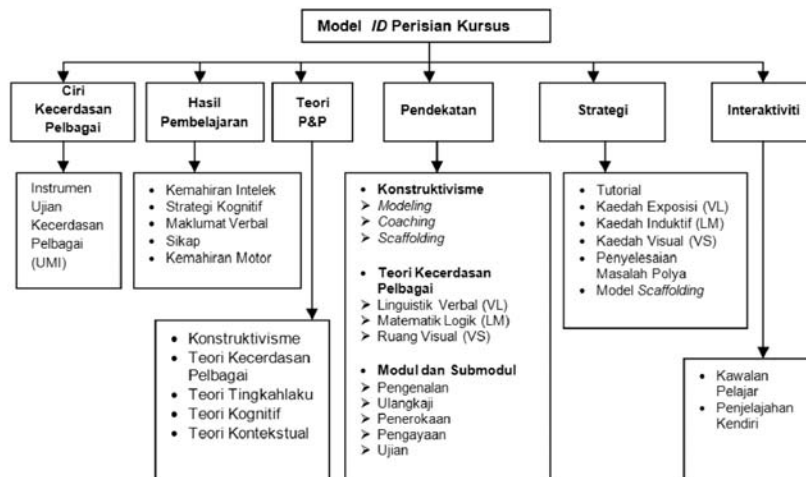 Model ID Perisian Kursus
Ciri
Kecerdasan
Pelbagai
Hasil
Pembelajaran
Teori
P&P
Pendekatan
Strategi
Interaktiviti
Instrumen
Ujian
Kecerdasan
Pelbagai
(UMI)
• Kemahiran Intelek
• Strategi Kognitif
• Maklumat Verbal
• Sikap
• Kemahiran Motor
• Konstruktivisme
• Teori Kecerdasan
Pelbagai
• Teori Tingkahlaku
• Teori Kognitif
• Teori Kontekstual
• Konstruktivisme
➢ Modeling
➢ Coaching
➢ Scaffolding
• Teori Kecerdasan
Pelbagai
➢ Linguistik Verbal (VL)
➢ Matematik Logik (LM)
➢ Ruang Visual (VS)
• Modul dan Submodul
➢ Pengenalan
➢ Ulangkaji
➢ Penerokaan
➢ Pengayaan
➢ Ujian
• Tutorial
• Kaedah Exposisi (VL)
• Kaedah Induktif (LM)
• Kaedah Visual (VS)
• Penyelesaian
Masalah Polya
• Model Scaffolding
• Kawalan
Pelajar
• Penjelajahan
Kendiri